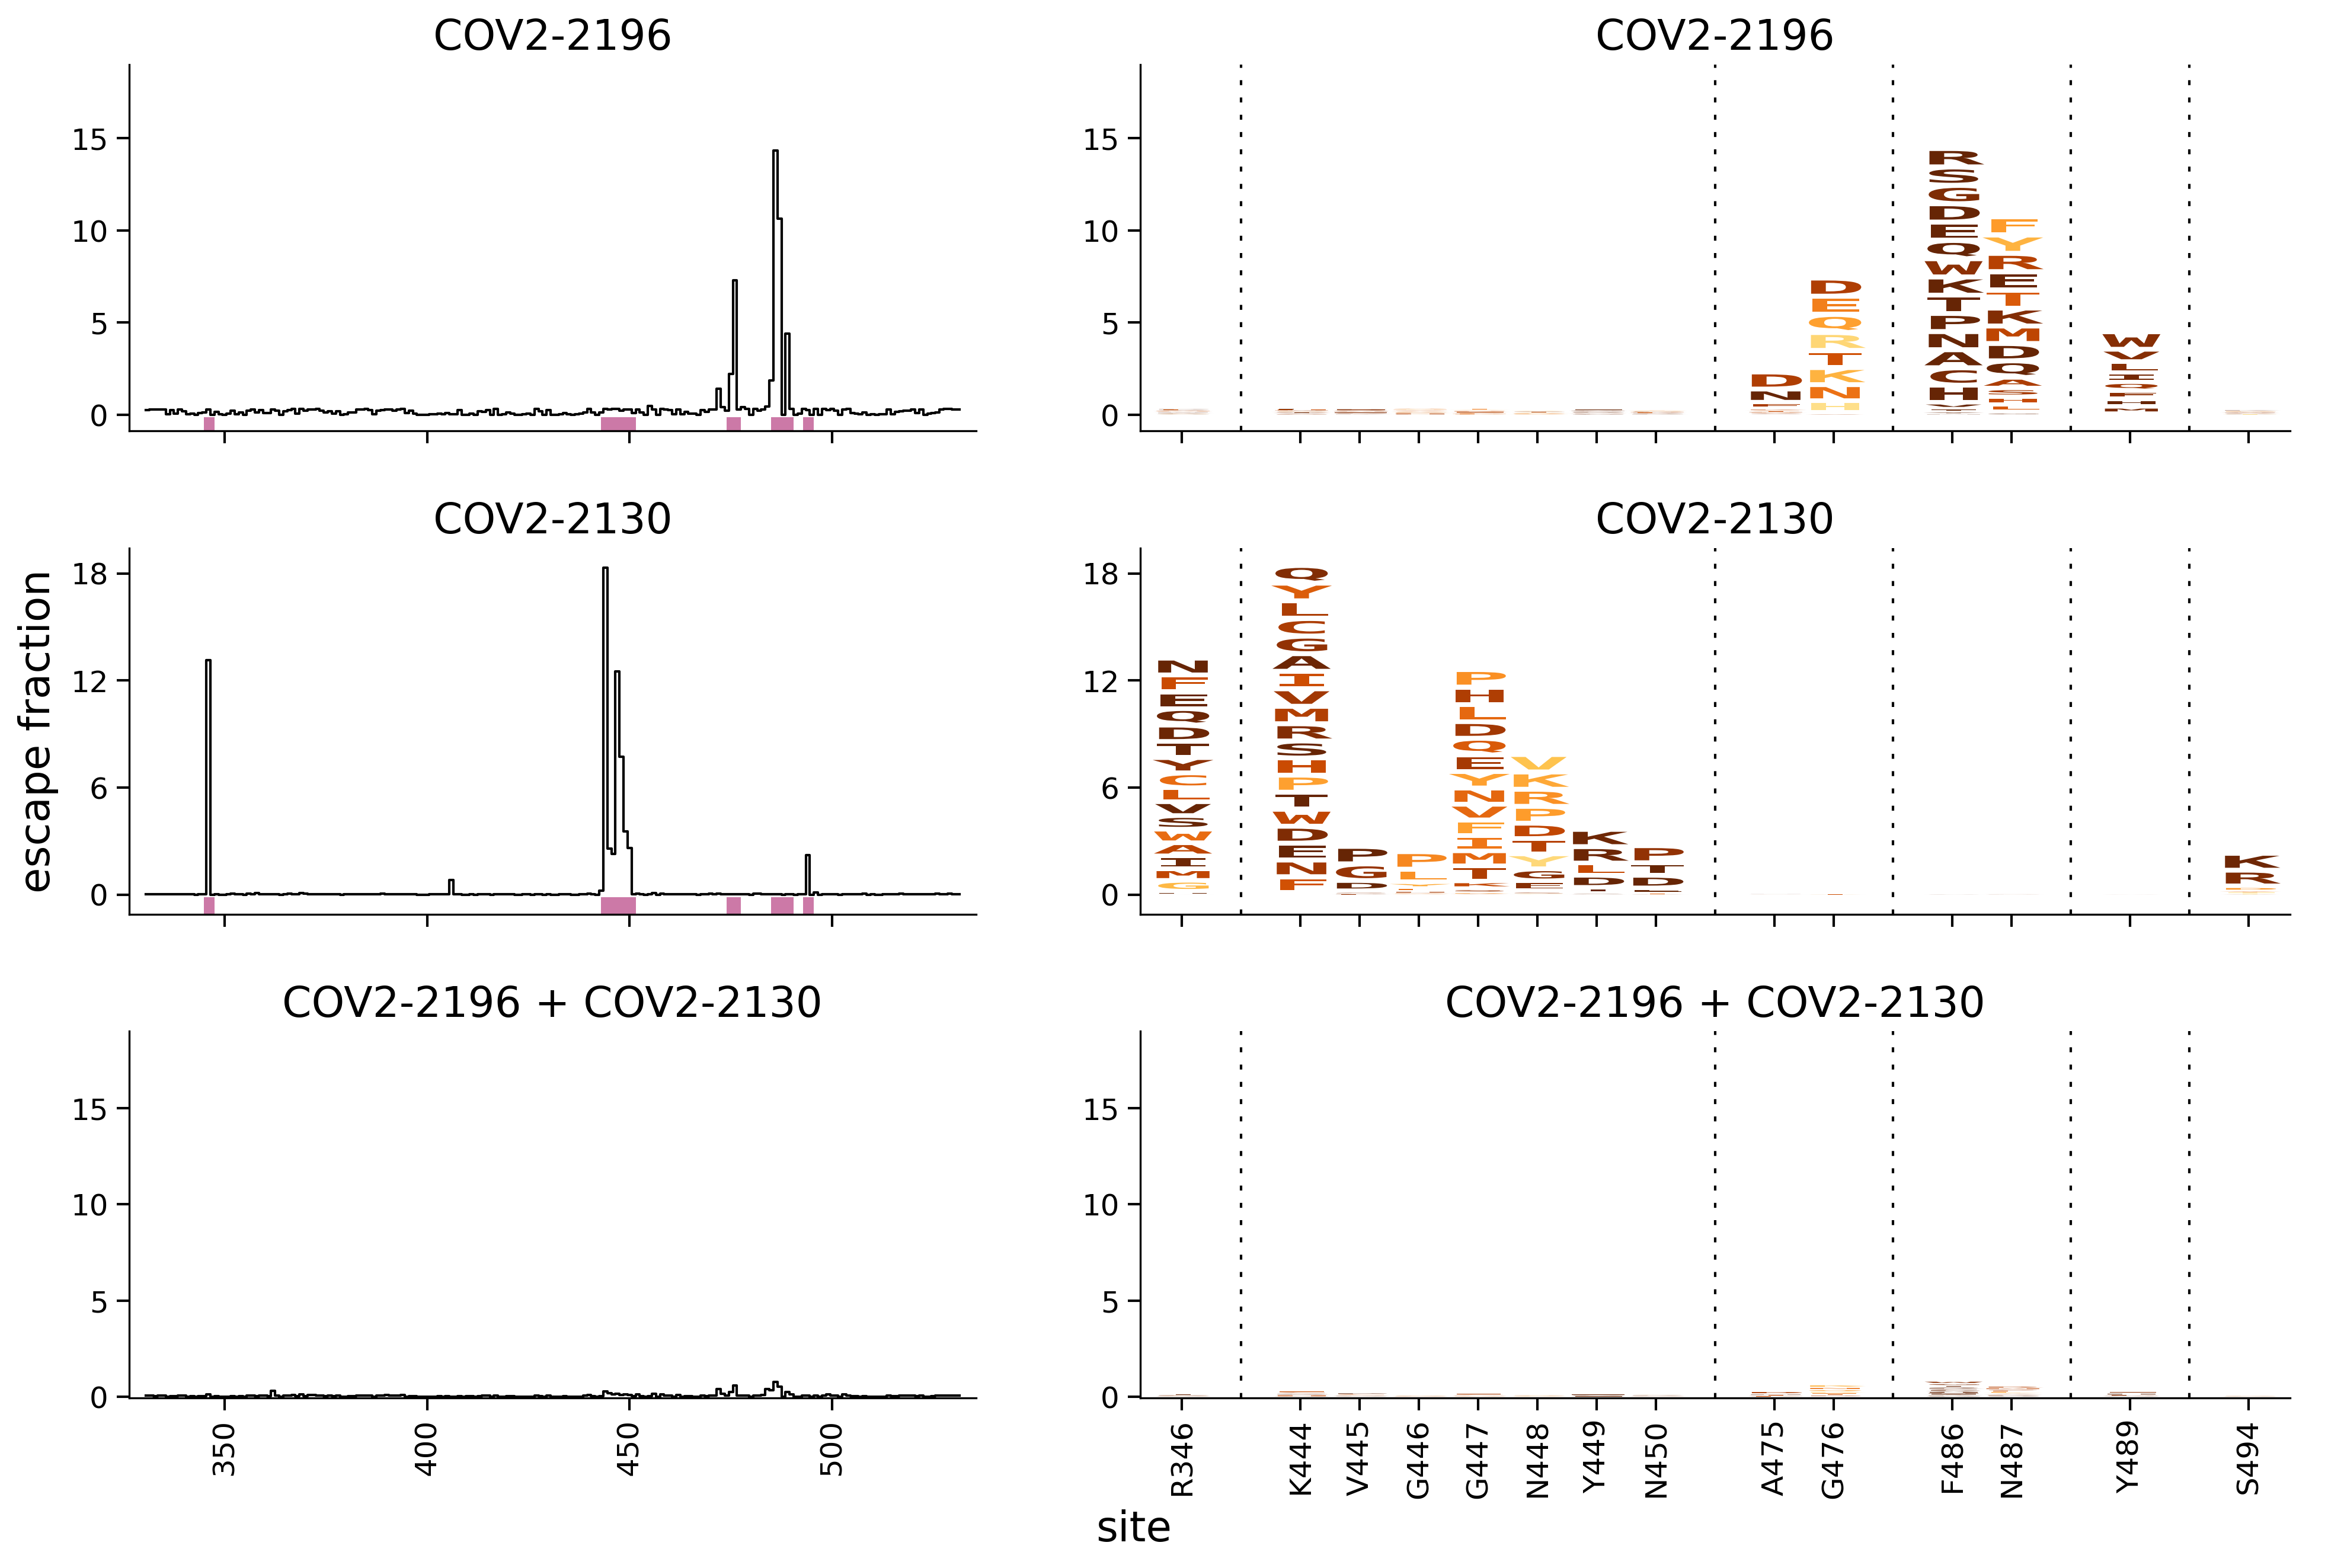 COV2-2196
COV2-2196
15
10
5
0
15
10
5
0
R S G D E Q W K T P N A C H
F Y R E T K M D Q A S
D E Q R T K N H
D N
W V L I Q
COV2-2130
COV2-2130
escape fraction
18
12
6
0
18
12
6
0
N F E Q D T Y C L V S W A I M G
Q Y L C G A I V M R S H P T W D E N F
P G D
P L
P H L D Q E Y N V F I M T K
V K R P D T Y G E
K R L D
P T D
K R
COV2-2196 + COV2-2130
COV2-2196 + COV2-2130
15
10
5
0
15
10
5
0
350
400
450
500
R346
K444
V445
G446
G447
N448
Y449
N450
A475
G476
F486
N487
Y489
S494
site